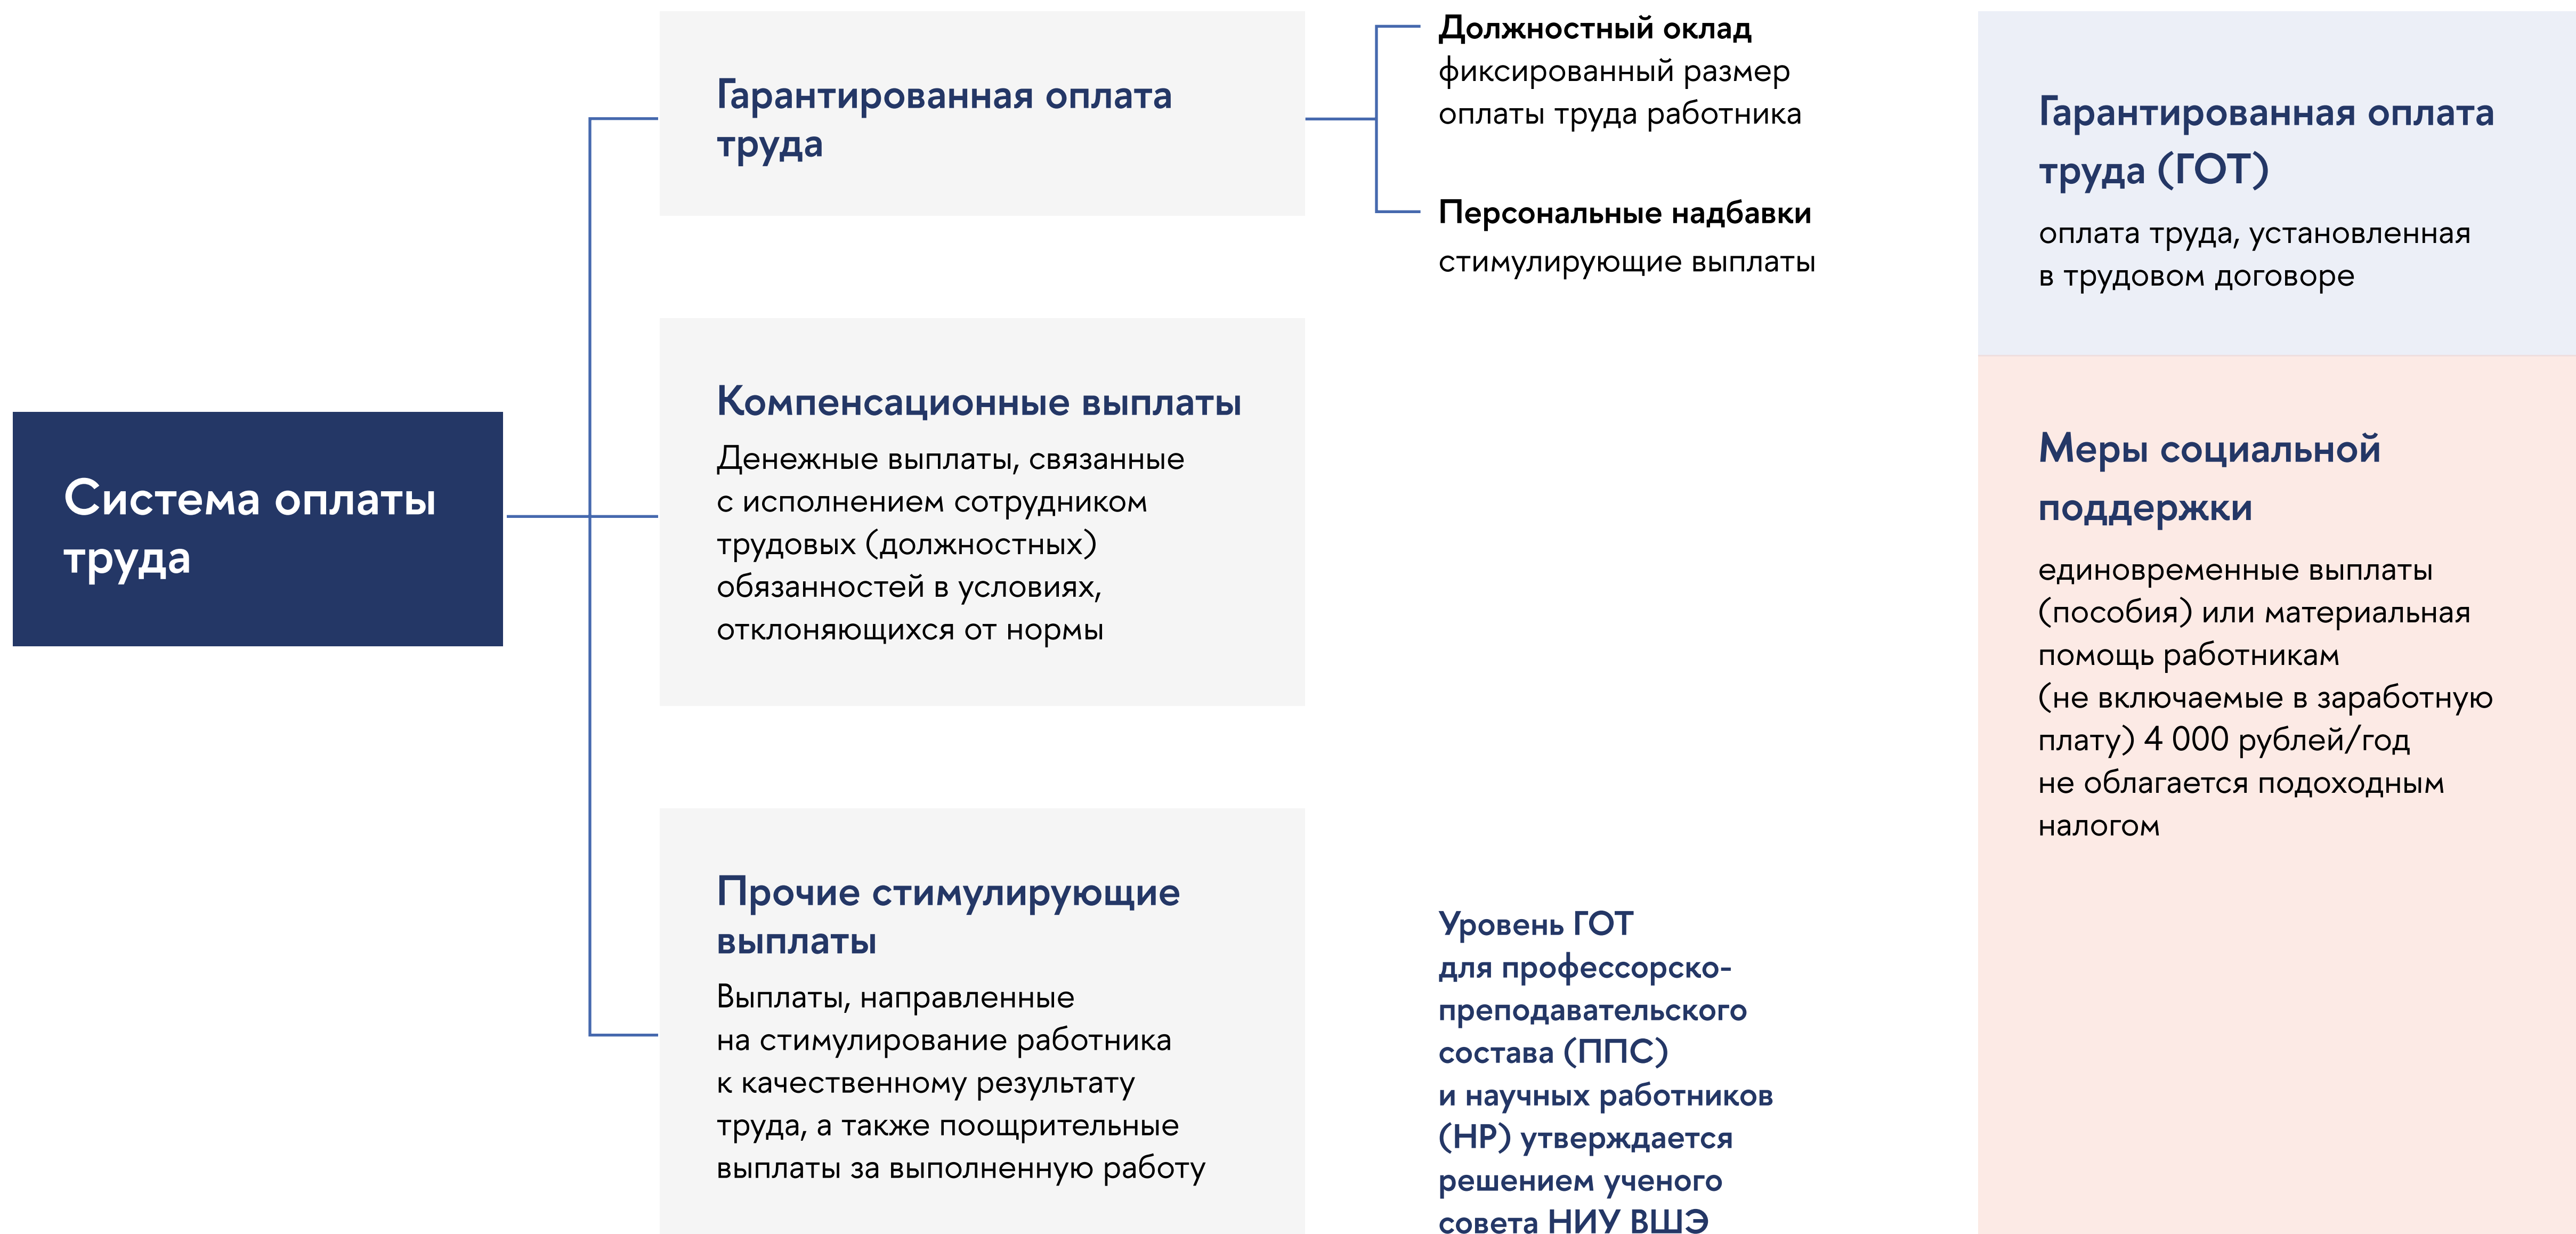 Система оплаты
труда
Гарантированная оплата
труда
Должностный оклад
фиксированный размер
оплаты труда работника
Персональные надбавки
стимулирующие выплаты
Компенсационные выплаты
Денежные выплаты, связанные
с исполнением сотрудником
трудовых (должностных)
обязанностей в условиях,
отклоняющихся от нормы
Прочие стимулирующие
выплаты
Выплаты, направленные
на стимулирование работника
к качественному результату
труда, а также поощрительные
выплаты за выполненную работу
Уровень ГОТ
для профессорско-
преподавательского
состава (ППС)
и научных работников
(НР) утверждается
решением ученого
совета НИУ ВШЭ
Гарантированная оплата
труда (ГОТ)
оплата труда, установленная
в трудовом договоре
Меры социальной
поддержки
единовременные выплаты
(пособия) или материальная
помощь работникам
(не включаемые в заработную
плату) 4 000 рублей/год
не облагается подоходным
налогом